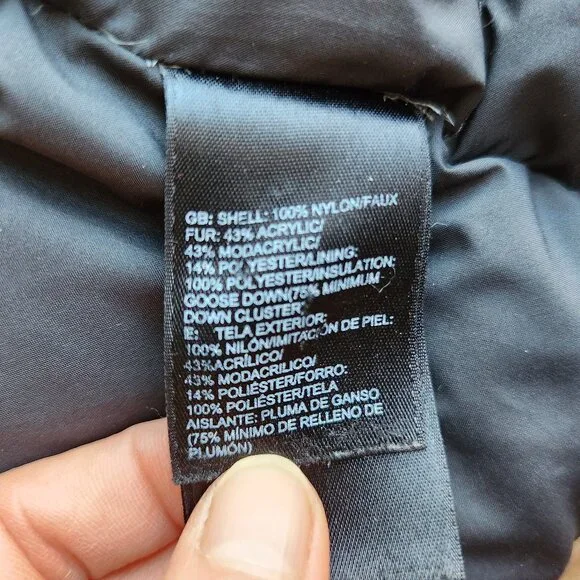 GB: SHELL: 100% NYLON/FAUX
FUR: 43% ACRYLIC/
43% MODACRYLIC/
14% POLYESTER/LINING:
100% POLYESTER/INSULATION:
GOOSE DOWN(75% MINIMUM
DOWN CLUSTER)
E: TELA EXTERIOR:
100% NILÓN/IMITACIÓN DE PIEL:
43% ACRÍLICO/
43% MODACRILICO/
14% POLIÉSTER/FORRO:
100% POLIÉSTER/TELA
AISLANTE: PLUMA DE GANSO
(75% MÍNIMO DE RELLENO DE
PLUMÓN)